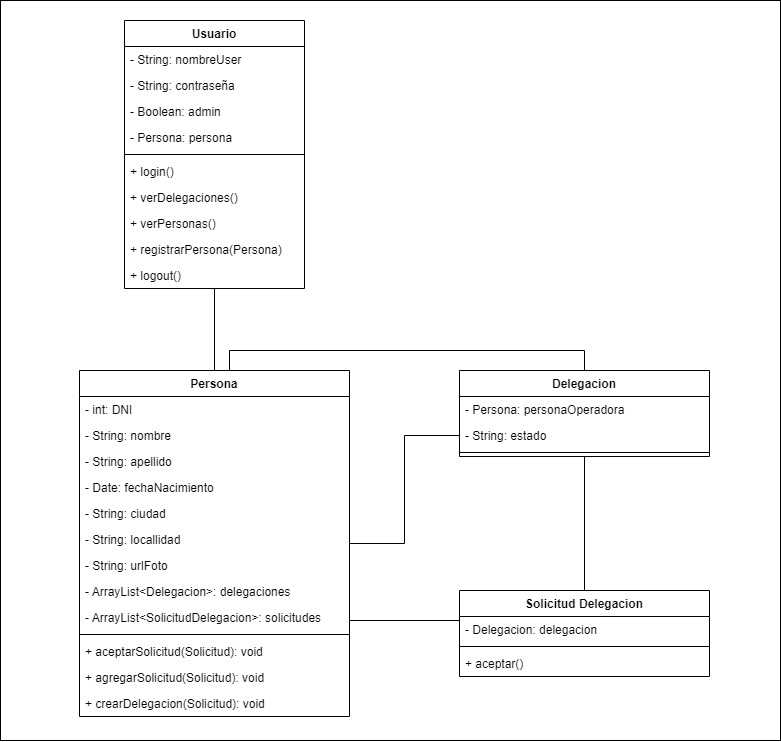 Usuario
- String: nombreUser
- String: contraseña
- Boolean: admin
- Persona: persona
+ login()
+ verDelegaciones()
+ verPersonas()
+ registrarPersona(Persona)
+ logout()
Persona
- int: DNI
- String: nombre
- String: apellido
- Date: fechaNacimiento
- String: ciudad
- String: locallidad
- String: urlFoto
- ArrayList<Delegacion>: delegaciones
- ArrayList<SolicitudDelegacion>: solicitudes
+ aceptarSolicitud(Solicitud): void
+ agregarSolicitud(Solicitud): void
+ crearDelegacion(Solicitud): void
Delegacion
- Persona: personaOperadora
- String: estado
Solicitud Delegacion
- Delegacion: delegacion
+ aceptar()